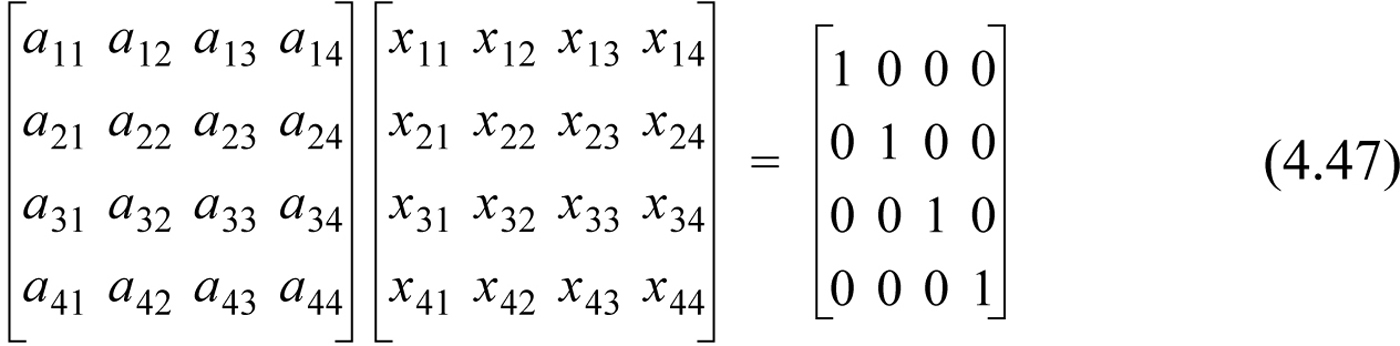 a11 a12 a13 a14 x11 x12 x13 x14 1 0 0 0
a21 a22 a23 a24 x21 x22 x23 x24 = 0 1 0 0 (4.47)
a31 a32 a33 a34 x31 x32 x33 x34 0 0 1 0
a41 a42 a43 a44 x41 x42 x43 x44 0 0 0 1